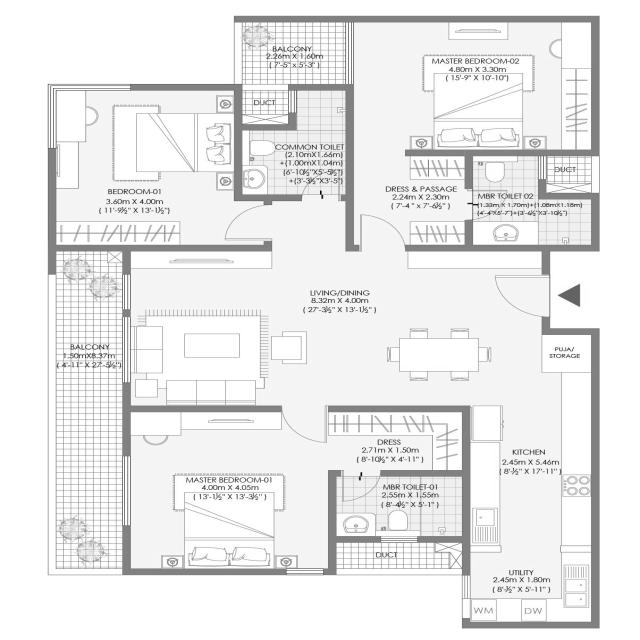 BALCONY
2.26m X 1.60m
( 7'-5" x 5'-3" )
MASTER BEDROOM-02
4.80m X 3.30m
( 15'-9" X 10'-10")
DUCT
COMMON TOILET
(2.10mX1.66m)
+(1.00mX1.04m)
(6'-10½"X5'-5½")
+(3'-3½"X3'-5")
BEDROOM-01
3.60m X 4.00m
( 11'-9½" X 13'-1½")
DRESS & PASSAGE
2.24m X 2.30m
( 7'-4" x 7'-6½")
DUCT
MBR TOILET 02
(1.32m X 1.70m)+(1.08mX1.18m)
(4'-4"X5'-7")+(3'-6½"X3'-10½")
LIVING/DINING
8.32m X 4.00m
( 27'-3½" X 13'-1½")
BALCONY
1.50mX8.37m
( 4'-11" X 27'-5½")
PUJA/
STORAGE
DRESS
2.71m X 1.50m
( 8'-10½" X 4'-11" )
KITCHEN
2.45m X 5.46m
( 8'-½" X 17'-11" )
MASTER BEDROOM-01
4.00m X 4.05m
( 13'-1½" X 13'-3½" )
MBR TOILET-01
2.55m X 1.55m
( 8'-4½" X 5'-1" )
DUCT
UTILITY
2.45m X 1.80m
( 8'-½" X 5'-11" )
WM
DW